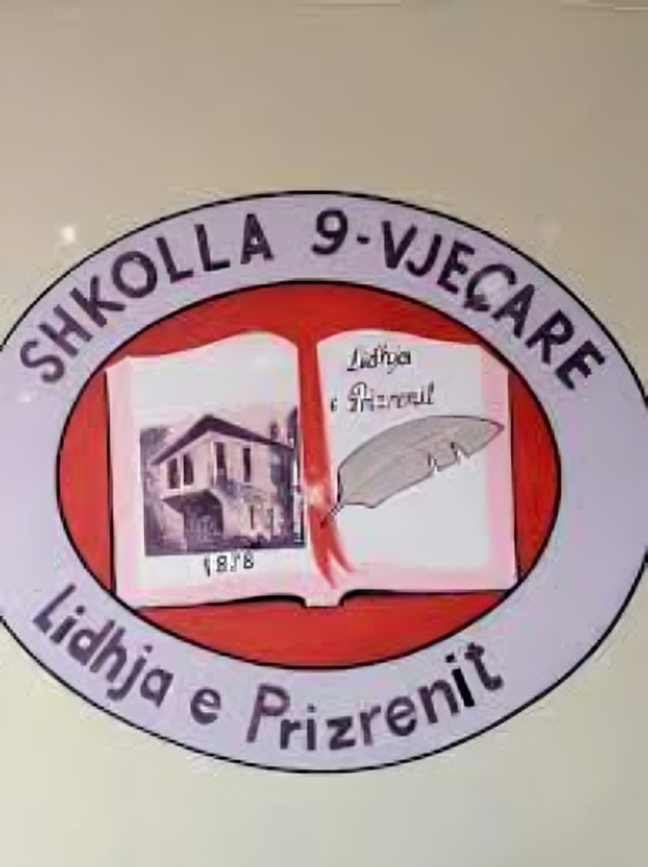 SHKOLLA 9-VJEÇARE
Lidhja
e Prizrenit
1878
Lidhja e Prizrenit